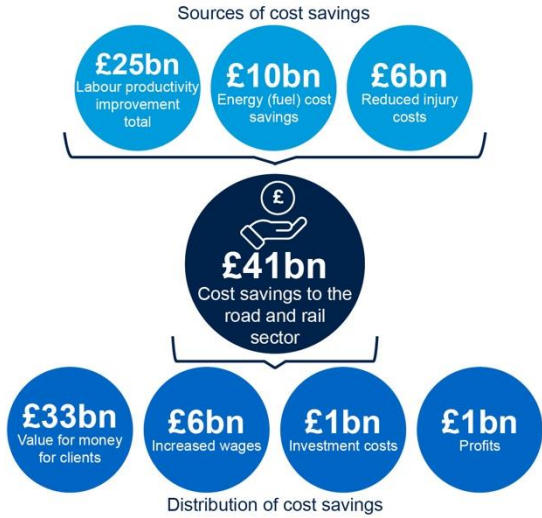 Sources of cost savings
£25bn
Labour productivity
improvement
total
£10bn
Energy (fuel) cost
savings
£6bn
Reduced injury
costs
£
£41bn
Cost savings to the
road and rail
sector
£33bn
Value for money
for clients
£6bn
Increased wages
£1bn
Investment costs
£1bn
Profits
Distribution of cost savings